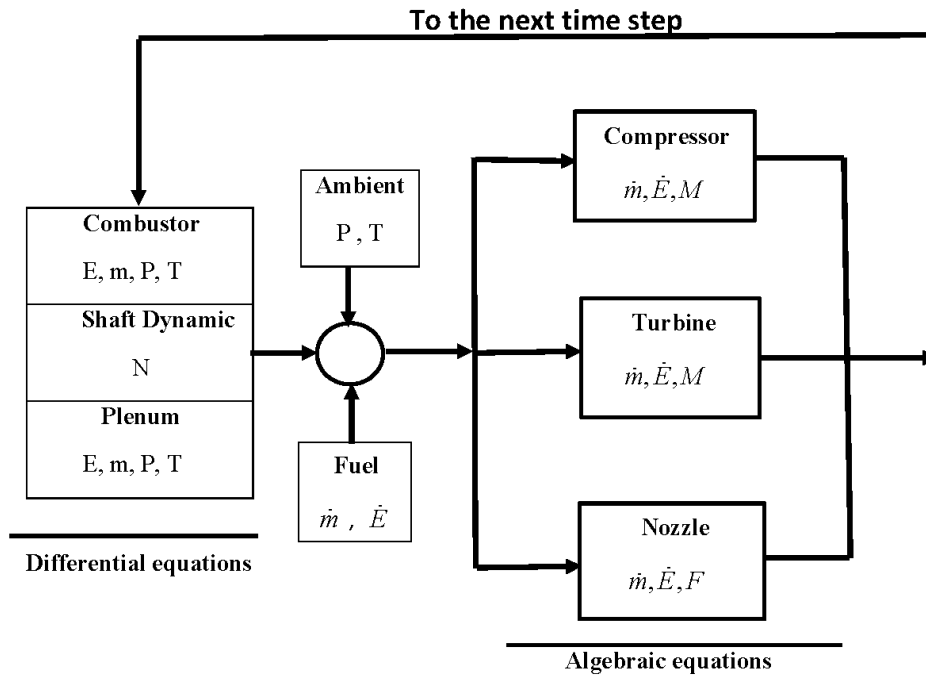 To the next time step
Combustor
E, m, P, T
Shaft Dynamic
N
Plenum
E, m, P, T
Differential equations
Ambient
P , T
Fuel
ṁ , Ė
Compressor
ṁ, Ė, M
Turbine
ṁ, Ė, M
Nozzle
ṁ, Ė, F
Algebraic equations